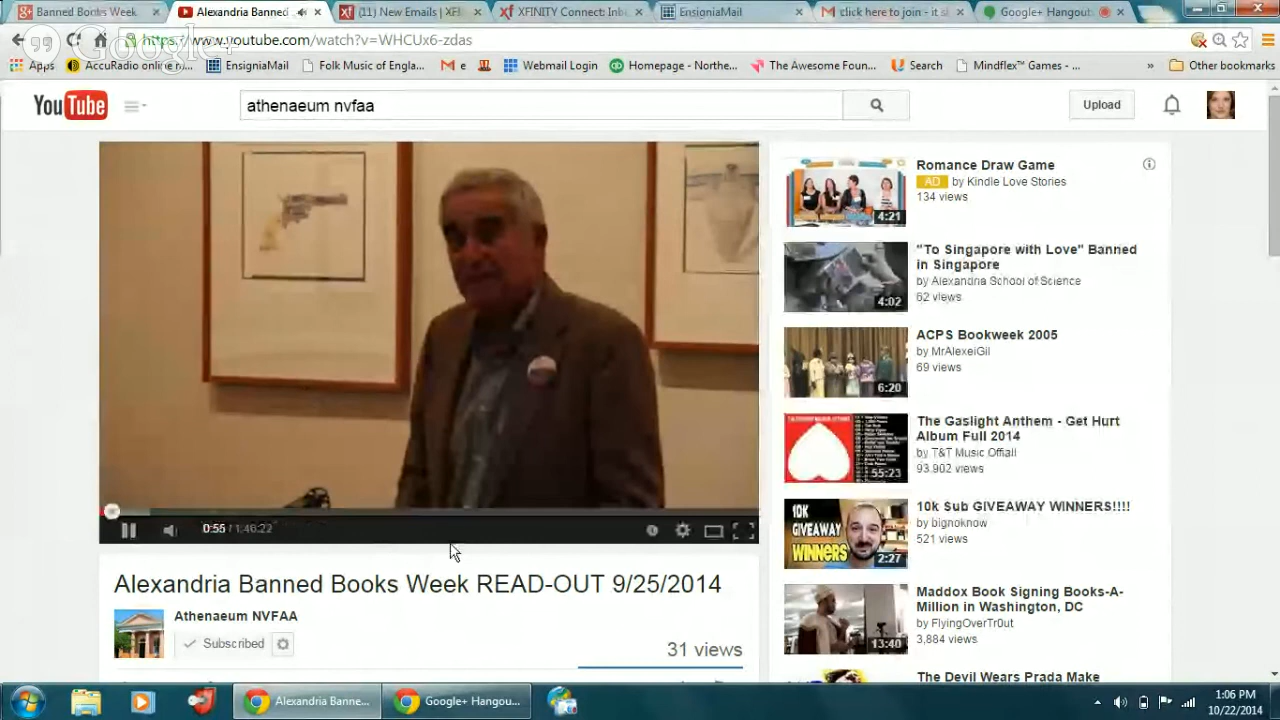 Banned Books Week
Alexandria Banned
(11) New Emails | XF
XFINITY Connect: Inb
EnsigniaMail
click here to join - it s
Google+ Hangout
https://www.youtube.com/watch?v=WHCUx6-zdas
Google+
Apps
AccuRadio online r
EnsigniaMail
Folk Music of Engla...
e
Webmail Login
Homepage - Northe...
The Awesome Foun...
Search
Mindflex™ Games - ...
»
Other bookmarks
YouTube
athenaeum nvfaa
Upload
Romance Draw Game
AD by Kindle Love Stories
134 views
4:21
"To Singapore with Love" Banned
in Singapore
by Alexandria School of Science
62 views
4:02
ACPS Bookweek 2005
by MrAlexeiGil
69 views
6:20
The Gaslight Anthem - Get Hurt
Album Full 2014
by T&T Music Offiall
93,902 views
55:23
10k Sub GIVEAWAY WINNERS!!!!
by bignoknow
521 views
10K
GIVEAWAY
WINNERS
2:27
Maddox Book Signing Books-A-
Million in Washington, DC
by FlyingOverTr0ut
3,884 views
13:40
The Devil Wears Prada Make
0:55 / 1:46:22
Alexandria Banned Books Week READ-OUT 9/25/2014
Athenaeum NVFAA
Subscribed
31 views
Alexandria Banne...
Google+ Hangou...
1:06 PM
10/22/2014